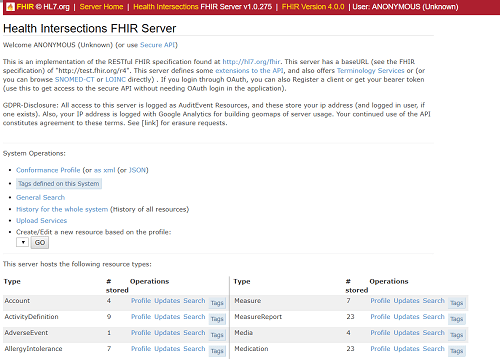 FHIR © HL7.org | Server Home | Health Intersections FHIR Server v1.0.275 | FHIR Version 4.0.0 | User: ANONYMOUS (Unknown)
Health Intersections FHIR Server
Welcome ANONYMOUS (Unknown) (or use Secure API)
This is an implementation of the RESTful FHIR specification found at http://hl7.org/fhir. This server has a baseURL (see the FHIR
specification) of "http://test.fhir.org/r4". This server defines some extensions to the API, and also offers Terminology Services or (or
you can browse SNOMED-CT or LOINC directly) . If you login through OAuth, you can also Register a client or get your bearer token
(use this to get access to the secure API without needing OAuth login in the application).
GDPR-Disclosure: All access to this server is logged as AuditEvent Resources, and these store your ip address (and logged in user, if
one exists). Also, your IP address is logged with Google Analytics for building geomaps of server usage. Your continued use of the API
constitutes agreement to these terms. See [link] for erasure requests.
System Operations:
• Conformance Profile (or as xml (or JSON)
• Tags defined on this System
• General Search
• History for the whole system (History of all resources)
• Upload Services
• Create/Edit a new resource based on the profile:
GO
This server hosts the following resource types:
Type # stored Operations Type # stored Operations
Account 4 Profile Updates Search Tags Measure 7 Profile Updates Search Tags
ActivityDefinition 9 Profile Updates Search Tags MeasureReport 23 Profile Updates Search Tags
AdverseEvent 1 Profile Updates Search Tags Media 4 Profile Updates Search Tags
AllergyIntolerance 7 Profile Updates Search Tags Medication 23 Profile Updates Search Tags